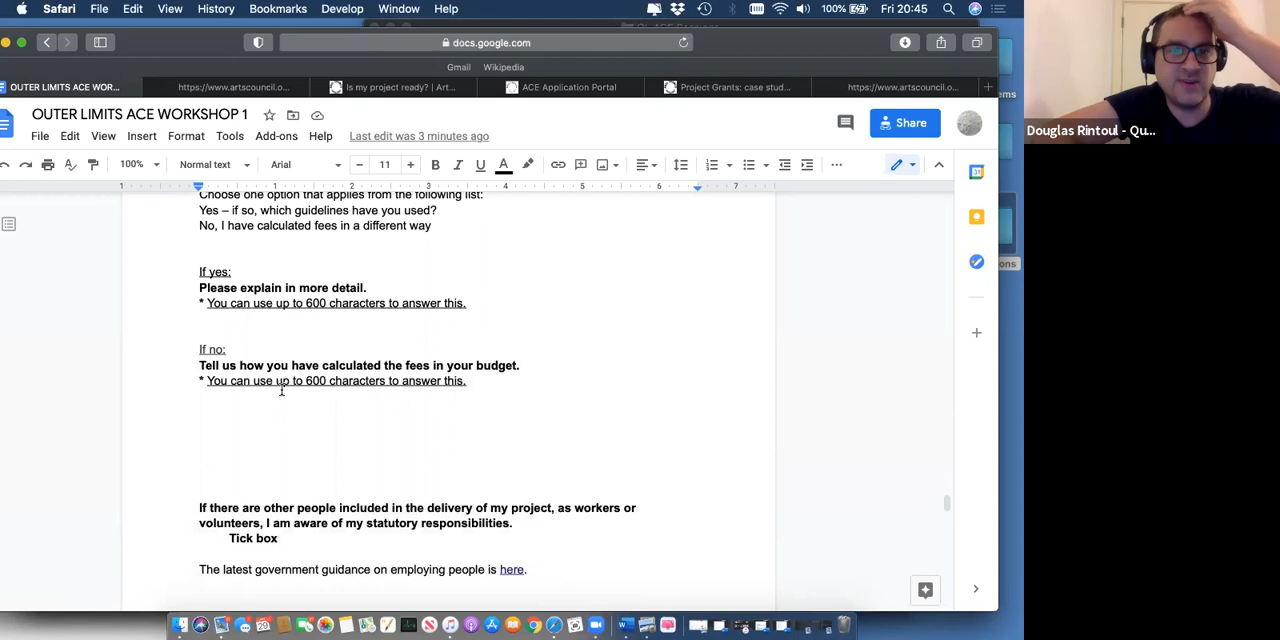 Safari File Edit View History Bookmarks Develop Window Help 100% Fri 20:45
docs.google.com
Gmail Wikipedia
OUTER LIMITS ACE WOR... https://www.artscouncil.o... Is my project ready? | Art... ACE Application Portal Project Grants: case stud... https://www.artscouncil.o...
OUTER LIMITS ACE WORKSHOP 1
File Edit View Insert Format Tools Add-ons Help Last edit was 3 minutes ago
Share
100% Normal text Arial 11
1 1 2 3 4 5 6 7
Choose one option that applies from the following list:
Yes – if so, which guidelines have you used?
No, I have calculated fees in a different way
If yes:
Please explain in more detail.
* You can use up to 600 characters to answer this.
If no:
Tell us how you have calculated the fees in your budget.
* You can use up to 600 characters to answer this.
If there are other people included in the delivery of my project, as workers or
volunteers, I am aware of my statutory responsibilities.
Tick box
The latest government guidance on employing people is here.
Douglas Rintoul - Qu...